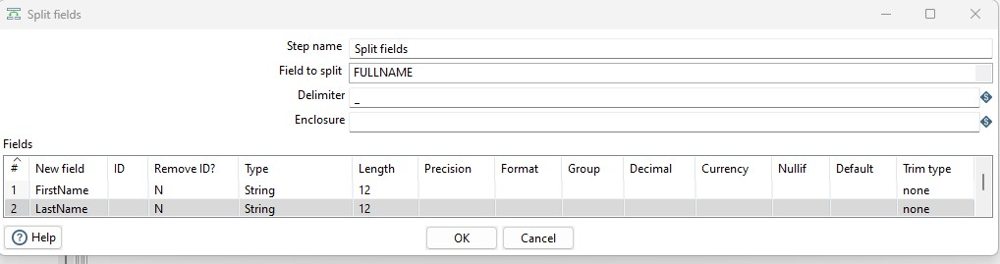 Split fields
Step name Split fields
Field to split FULLNAME
Delimiter _
Enclosure
Fields
# New field ID Remove ID? Type Length Precision Format Group Decimal Currency Nullif Default Trim type
1 FirstName N String 12 none
2 LastName N String 12 none
Help OK Cancel